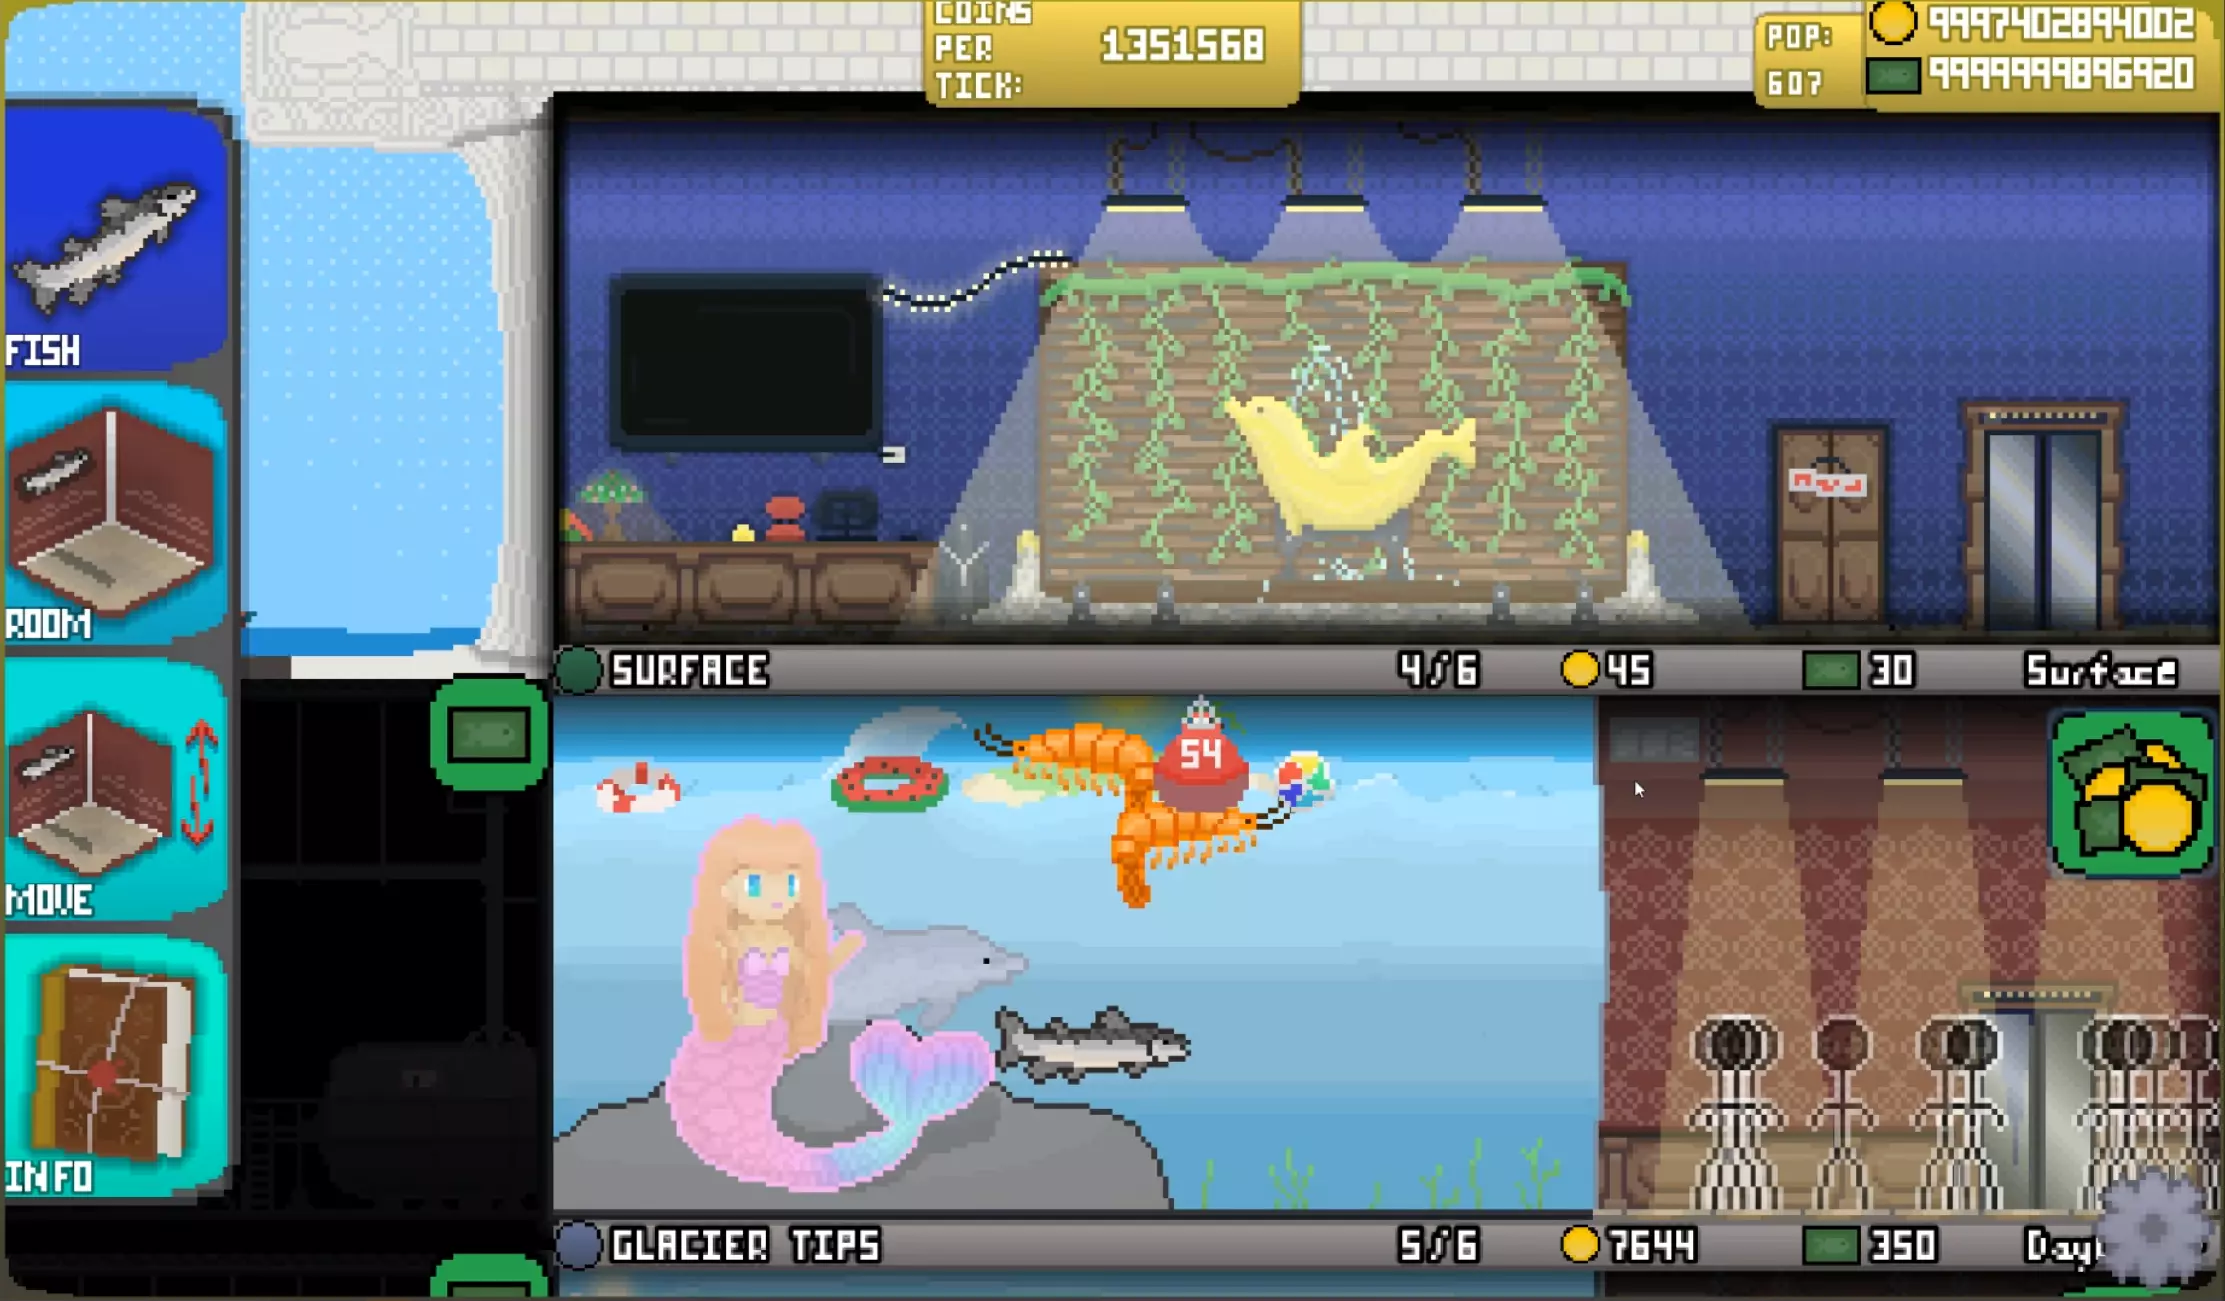 COINS
PER
TICK:
1351568
POP:
607
9997402894002
9999999896920
FISH
ROOM
MOVE
INFO
SURFACE 4/6 45 30 Surface
54
GLACIER TIPS 5/6 7644 350